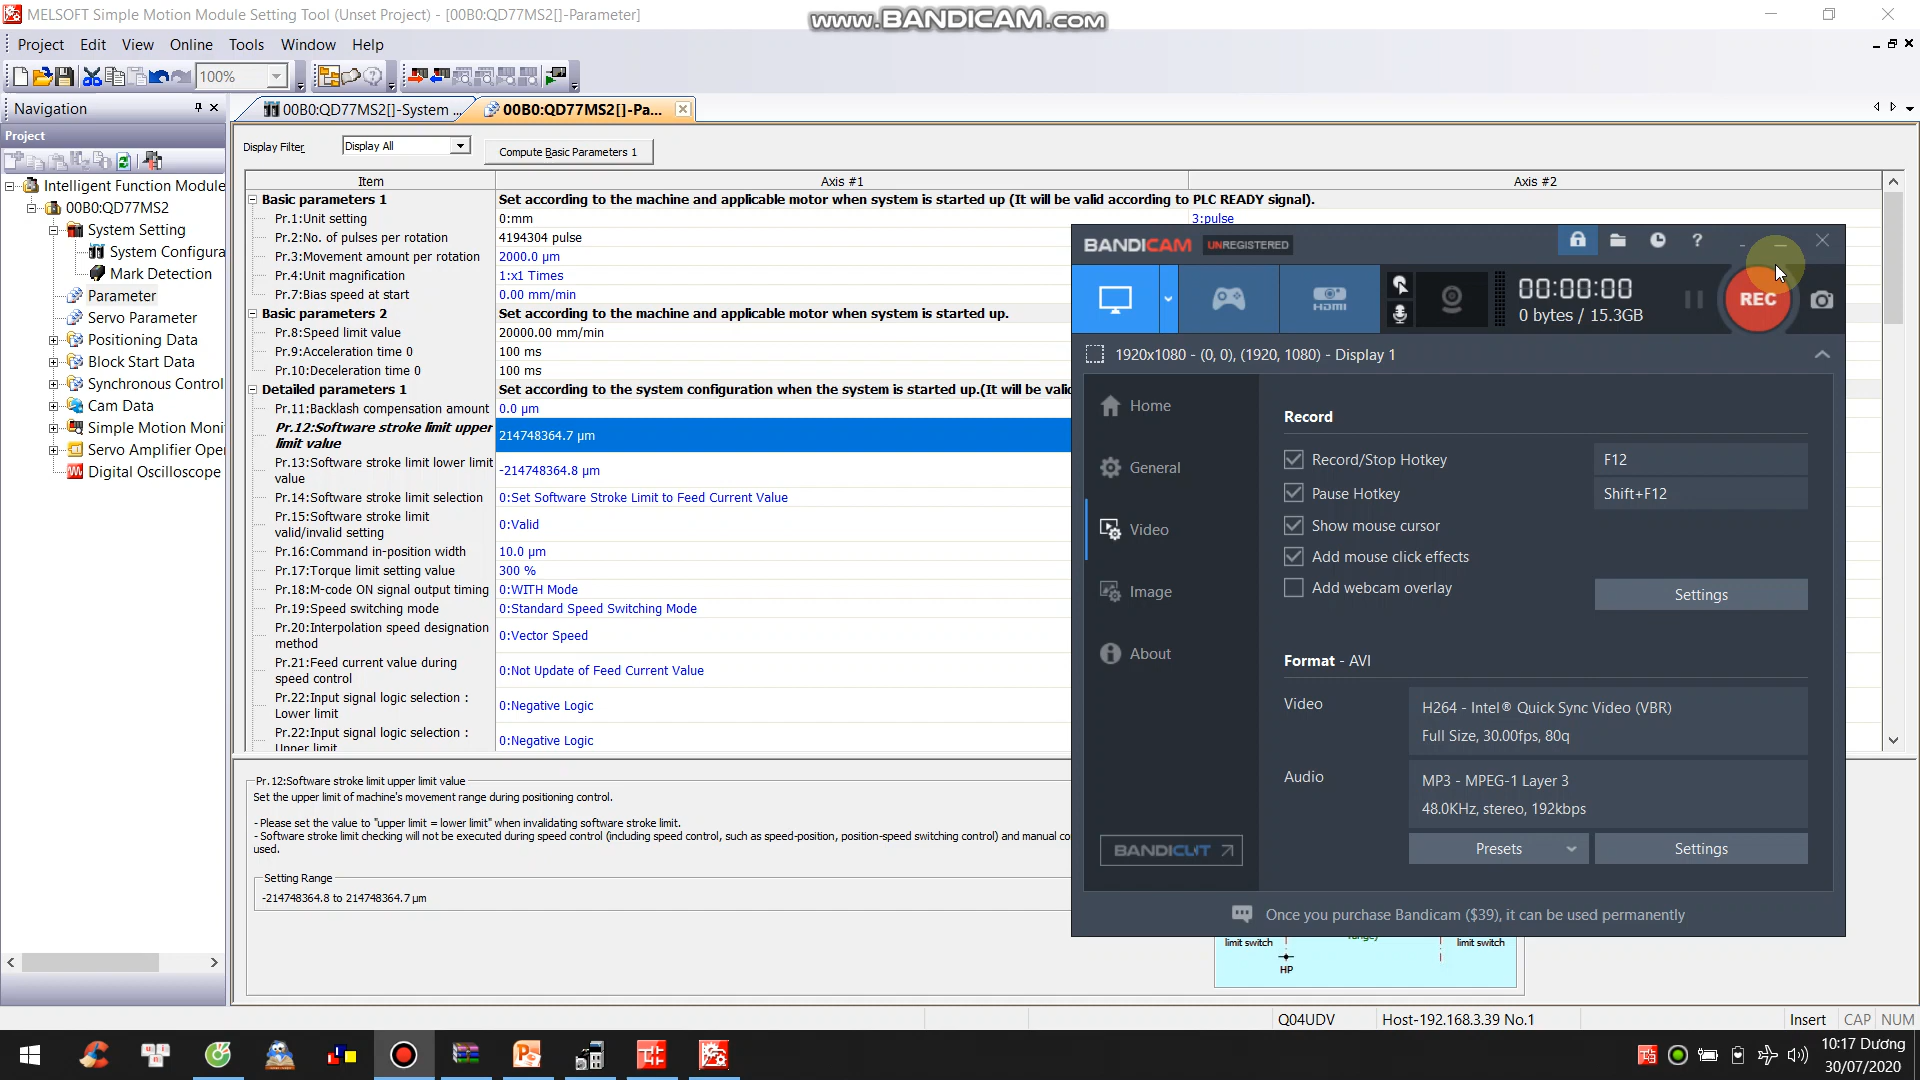 MELSOFT Simple Motion Module Setting Tool (Unset Project) - [00B0:QD77MS2[]-Parameter]
www.BANDICAM.com
Project Edit View Online Tools Window Help
100%
Navigation
00B0:QD77MS2[]-System ...
00B0:QD77MS2[]-Pa...
Project
Display Filter
Display All
Compute Basic Parameters 1
Intelligent Function Module
00B0:QD77MS2
System Setting
System Configura
Mark Detection
Parameter
Servo Parameter
Positioning Data
Block Start Data
Synchronous Control
Cam Data
Simple Motion Moni
Servo Amplifier Oper
Digital Oscilloscope
Item Axis #1 Axis #2
Basic parameters 1 Set according to the machine and applicable motor when system is started up (It will be valid according to PLC READY signal).
Pr.1:Unit setting 0:mm 3:pulse
Pr.2:No. of pulses per rotation 4194304 pulse
Pr.3:Movement amount per rotation 2000.0 µm
Pr.4:Unit magnification 1:x1 Times
Pr.7:Bias speed at start 0.00 mm/min
Basic parameters 2 Set according to the machine and applicable motor when system is started up.
Pr.8:Speed limit value 20000.00 mm/min
Pr.9:Acceleration time 0 100 ms
Pr.10:Deceleration time 0 100 ms
Detailed parameters 1 Set according to the system configuration when the system is started up.(It will be valid
Pr.11:Backlash compensation amount 0.0 µm
Pr.12:Software stroke limit upper
limit value 214748364.7 µm
Pr.13:Software stroke limit lower limit
value -214748364.8 µm
Pr.14:Software stroke limit selection 0:Set Software Stroke Limit to Feed Current Value
Pr.15:Software stroke limit
valid/invalid setting 0:Valid
Pr.16:Command in-position width 10.0 µm
Pr.17:Torque limit setting value 300 %
Pr.18:M-code ON signal output timing 0:WITH Mode
Pr.19:Speed switching mode 0:Standard Speed Switching Mode
Pr.20:Interpolation speed designation
method 0:Vector Speed
Pr.21:Feed current value during
speed control 0:Not Update of Feed Current Value
Pr.22:Input signal logic selection :
Lower limit 0:Negative Logic
Pr.22:Input signal logic selection :
Upper limit 0:Negative Logic
Pr.12:Software stroke limit upper limit value
Set the upper limit of machine's movement range during positioning control.
- Please set the value to "upper limit = lower limit" when invalidating software stroke limit.
- Software stroke limit checking will not be executed during speed control (including speed control, such as speed-position, position-speed switching control) and manual co
used.
Setting Range
-214748364.8 to 214748364.7 µm
BANDICAM UNREGISTERED
HDMI
00:00:00
0 bytes / 15.3GB
REC
1920x1080 - (0, 0), (1920, 1080) - Display 1
Home
General
Video
Image
About
BANDICUT
Record
Record/Stop Hotkey F12
Pause Hotkey Shift+F12
Show mouse cursor
Add mouse click effects
Add webcam overlay
Settings
Format - AVI
Video H264 - Intel® Quick Sync Video (VBR)
Full Size, 30.00fps, 80q
Audio MP3 - MPEG-1 Layer 3
48.0KHz, stereo, 192kbps
Presets Settings
Once you purchase Bandicam ($39), it can be used permanently
limit switch range) limit switch
HP
Q04UDV Host-192.168.3.39 No.1 Insert CAP NUM
10:17 Dương
30/07/2020